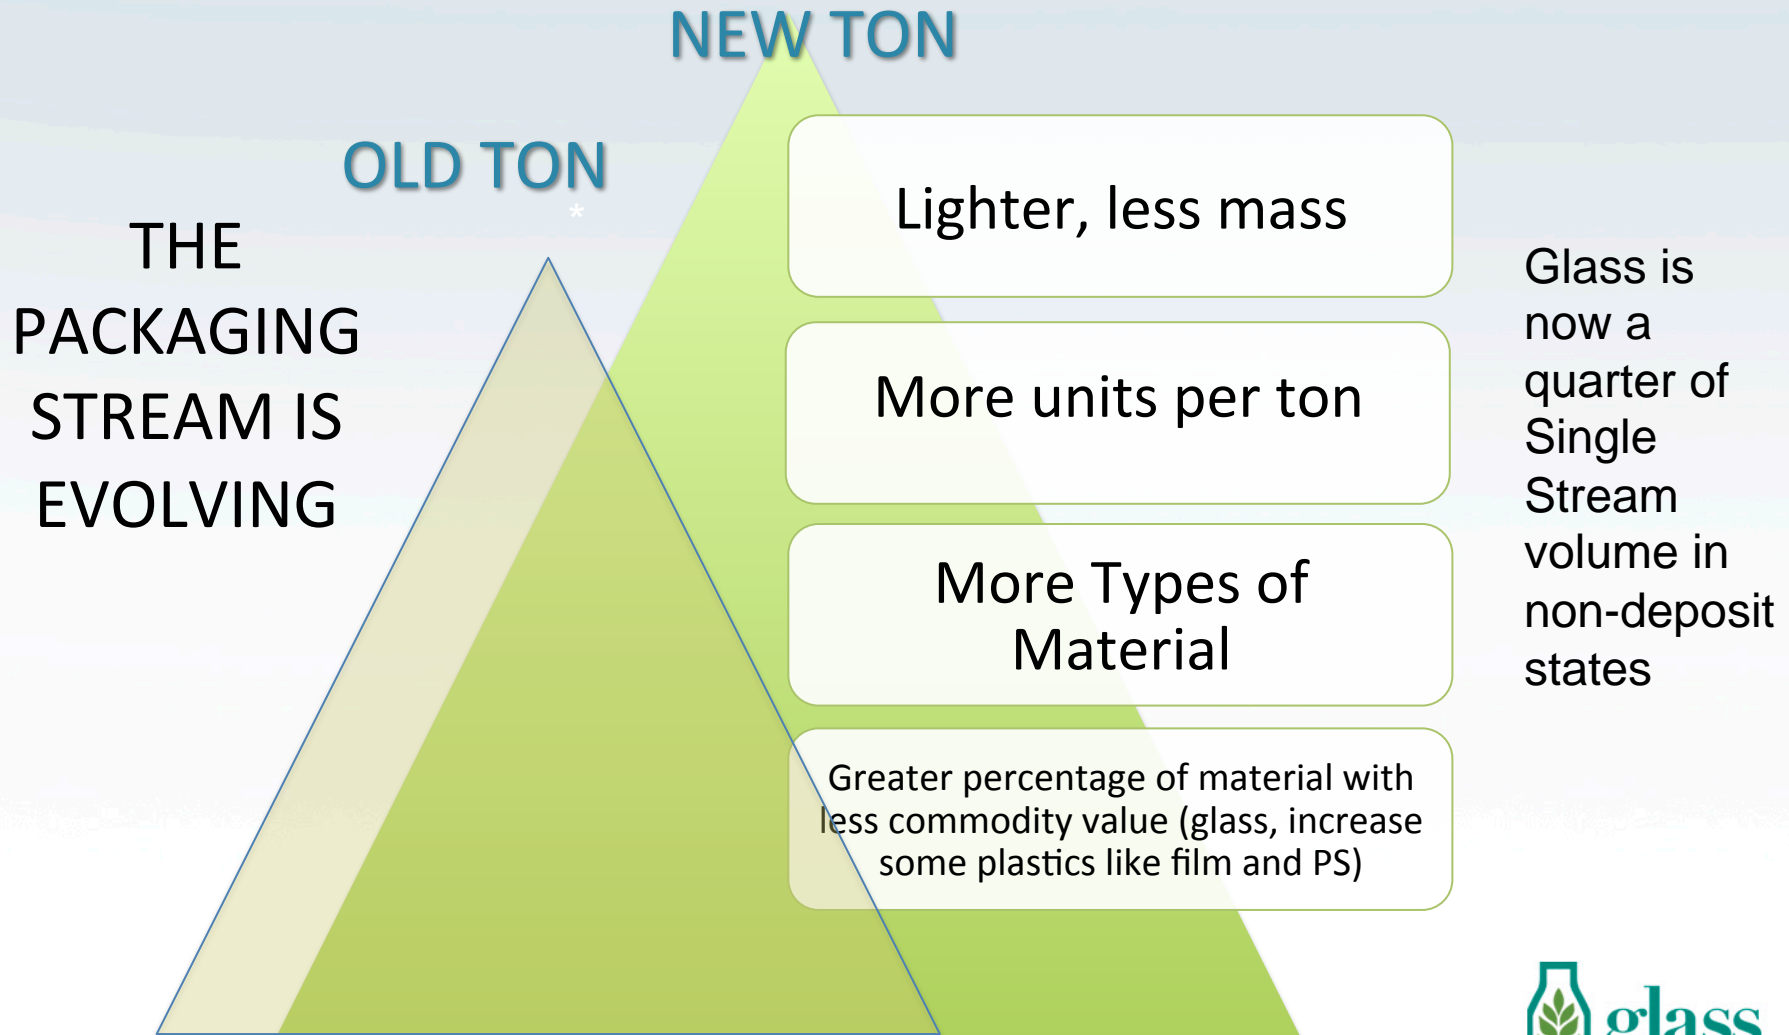 NEW TON
OLD TON
*
THE
PACKAGING
STREAM IS
EVOLVING
Lighter, less mass
More units per ton
More Types of
Material
Greater percentage of material with
less commodity value (glass, increase
some plastics like film and PS)
Glass is
now a
quarter of
Single
Stream
volume in
non-deposit
states
glass